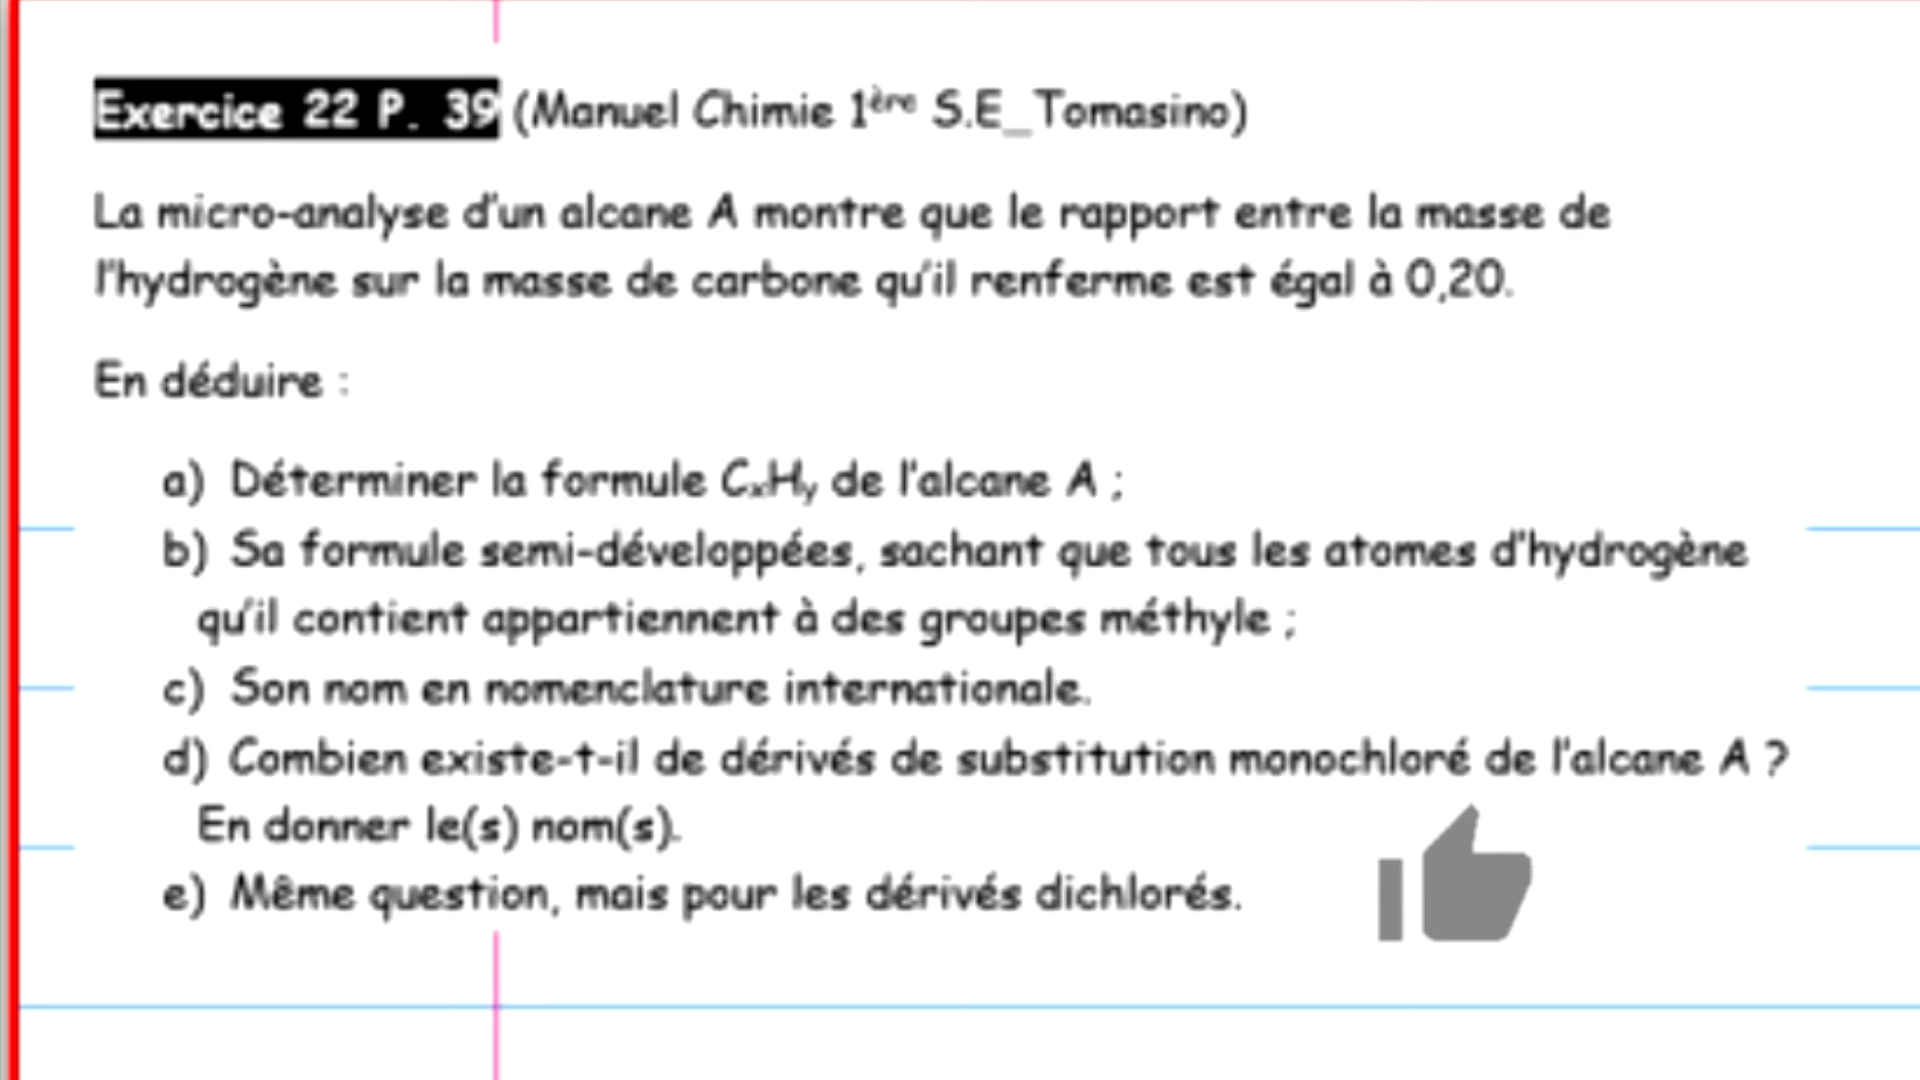 Exercice 22 P. 39 (Manuel Chimie 1ère S.E_Tomasino)
La micro-analyse d'un alcane A montre que le rapport entre la masse de
l'hydrogène sur la masse de carbone qu'il renferme est égal à 0,20.
En déduire :
a) Déterminer la formule CₓHᵧ de l'alcane A ;
b) Sa formule semi-développées, sachant que tous les atomes d'hydrogène
qu'il contient appartiennent à des groupes méthyle ;
c) Son nom en nomenclature internationale.
d) Combien existe-t-il de dérivés de substitution monochloré de l'alcane A ?
En donner le(s) nom(s).
e) Même question, mais pour les dérivés dichlorés.